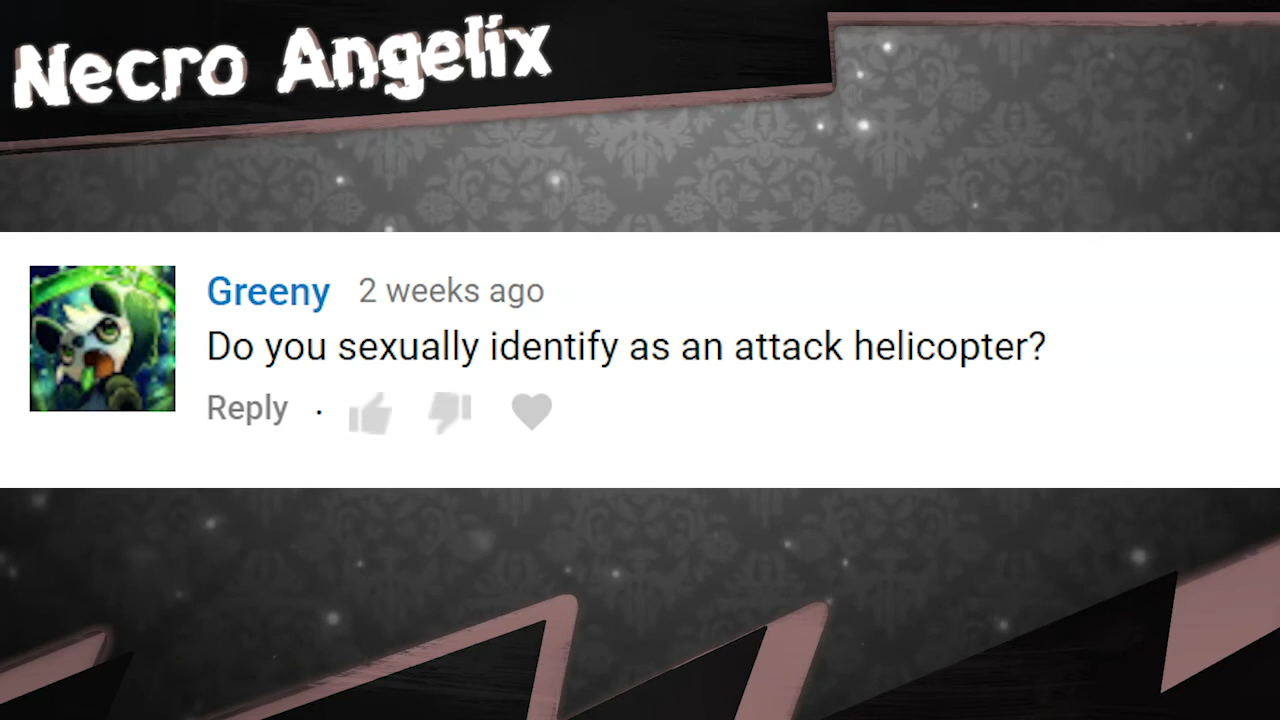 Necro Angelix
Greeny 2 weeks ago
Do you sexually identify as an attack helicopter?
Reply ·